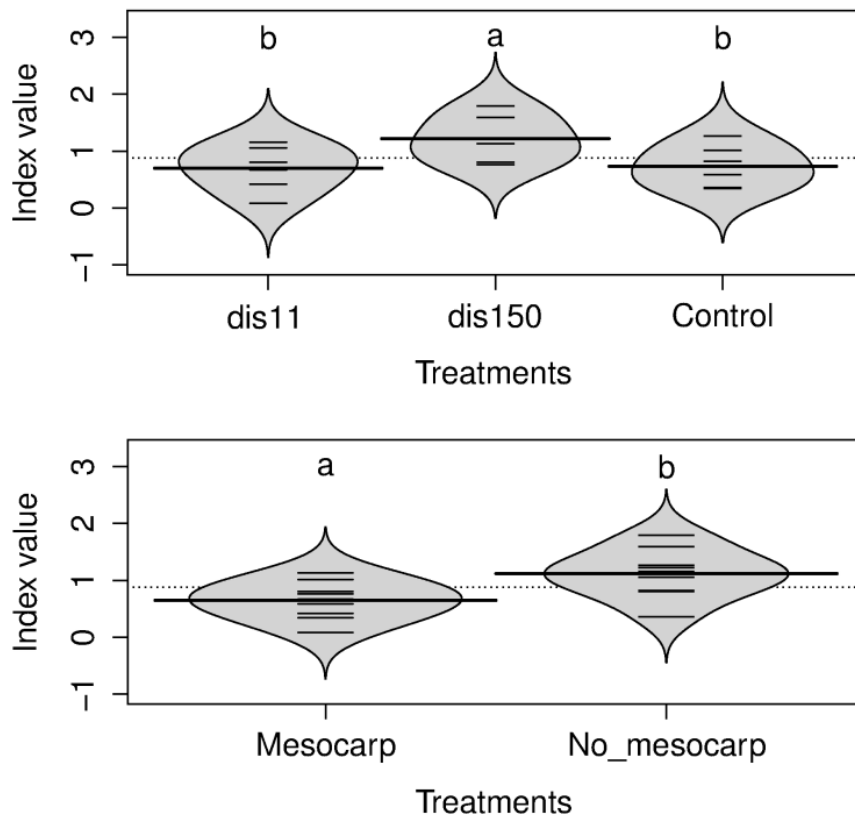 b a b
3
2
1
0
−1
Index value
dis11 dis150 Control
Treatments
a b
3
2
1
0
−1
Index value
Mesocarp No_mesocarp
Treatments